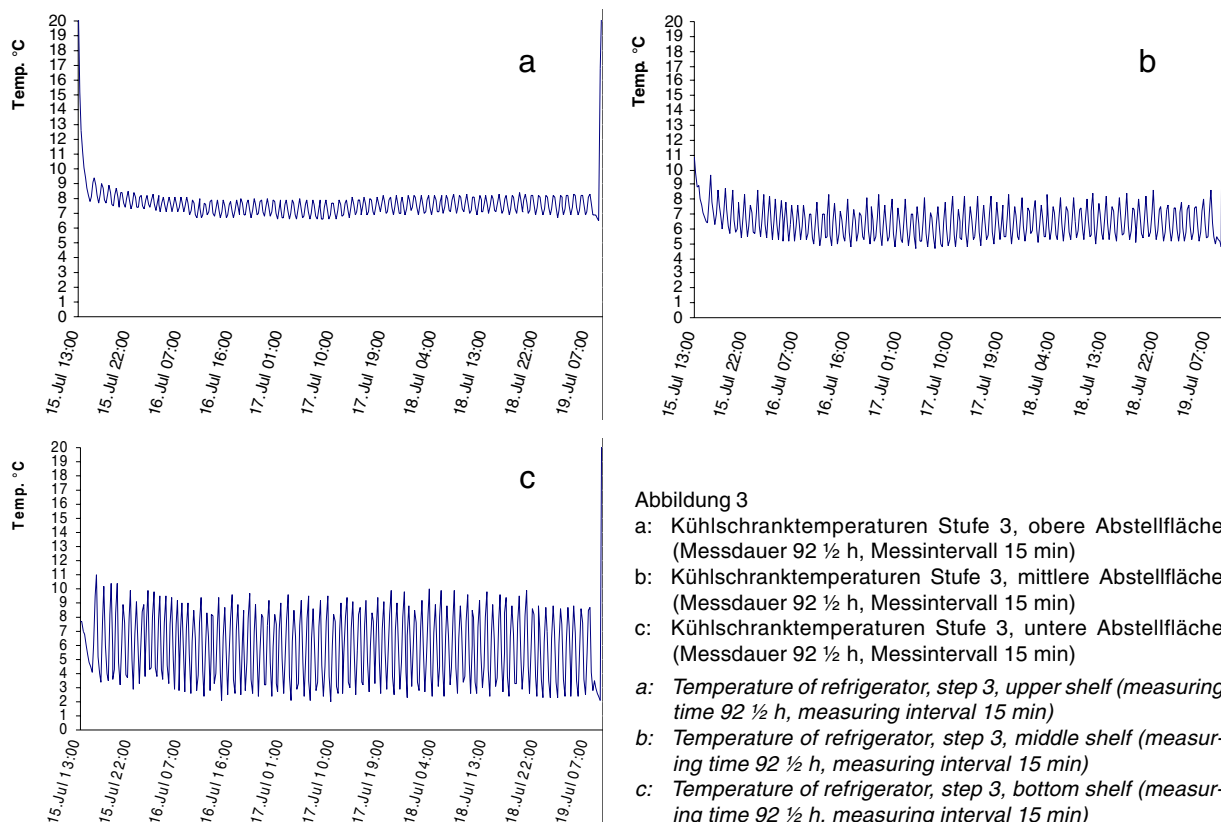 20
19
18
17
16
15
14
13
12
11
10
9
8
7
6
5
4
3
2
1
0
Temp. °C
a
15.Jul 13:00
15.Jul 22:00
16.Jul 07:00
16.Jul 16:00
17.Jul 01:00
17.Jul 10:00
17.Jul 19:00
18.Jul 04:00
18.Jul 13:00
18.Jul 22:00
19.Jul 07:00
20
19
18
17
16
15
14
13
12
11
10
9
8
7
6
5
4
3
2
1
0
Temp. °C
b
15.Jul 13:00
15.Jul 22:00
16.Jul 07:00
16.Jul 16:00
17.Jul 01:00
17.Jul 10:00
17.Jul 19:00
18.Jul 04:00
18.Jul 13:00
18.Jul 22:00
19.Jul 07:00
20
19
18
17
16
15
14
13
12
11
10
9
8
7
6
5
4
3
2
1
0
Temp. °C
c
15.Jul 13:00
15.Jul 22:00
16.Jul 07:00
16.Jul 16:00
17.Jul 01:00
17.Jul 10:00
17.Jul 19:00
18.Jul 04:00
18.Jul 13:00
18.Jul 22:00
19.Jul 07:00
Abbildung 3
a: Kühlschranktemperaturen Stufe 3, obere Abstellfläche
(Messdauer 92 ½ h, Messintervall 15 min)
b: Kühlschranktemperaturen Stufe 3, mittlere Abstellfläche
(Messdauer 92 ½ h, Messintervall 15 min)
c: Kühlschranktemperaturen Stufe 3, untere Abstellfläche
(Messdauer 92 ½ h, Messintervall 15 min)
a: Temperature of refrigerator, step 3, upper shelf (measuring
time 92 ½ h, measuring interval 15 min)
b: Temperature of refrigerator, step 3, middle shelf (measur-
ing time 92 ½ h, measuring interval 15 min)
c: Temperature of refrigerator, step 3, bottom shelf (measur-
ing time 92 ½ h, measuring interval 15 min)